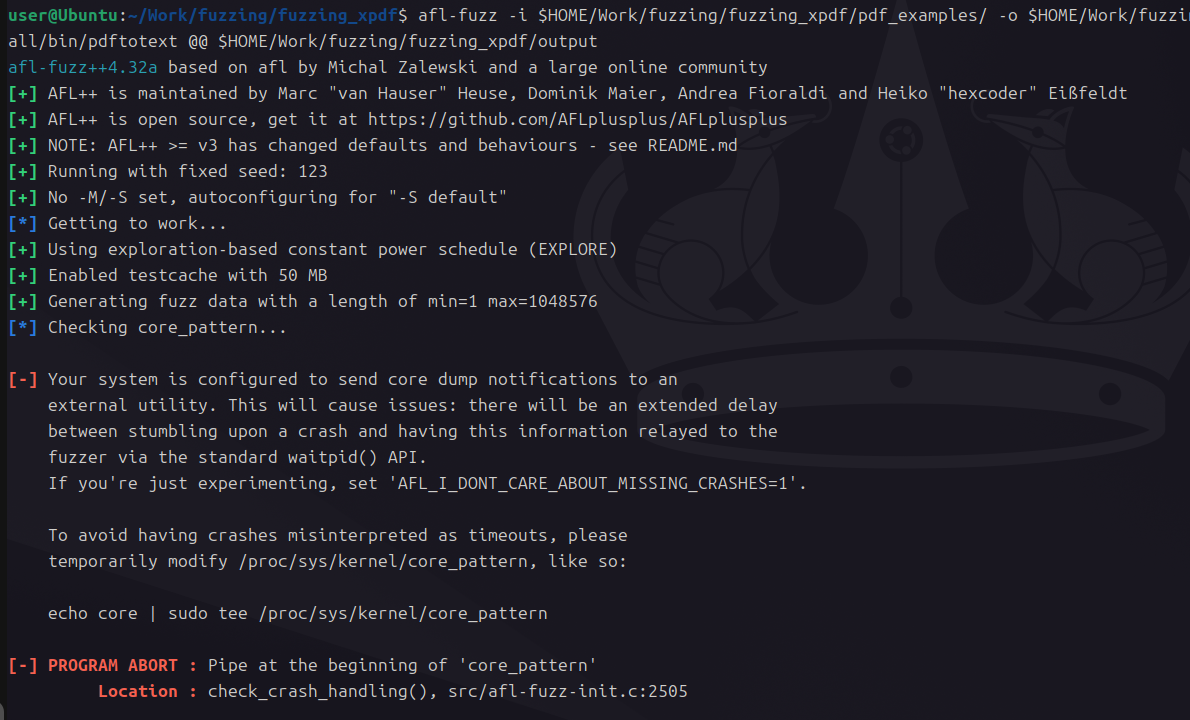 user@Ubuntu:~/Work/fuzzing/fuzzing_xpdf$ afl-fuzz -i $HOME/Work/fuzzing/fuzzing_xpdf/pdf_examples/ -o $HOME/Work/fuzzi
all/bin/pdftotext @@ $HOME/Work/fuzzing/fuzzing_xpdf/output
afl-fuzz++4.32a based on afl by Michal Zalewski and a large online community
[+] AFL++ is maintained by Marc "van Hauser" Heuse, Dominik Maier, Andrea Fioraldi and Heiko "hexcoder" Eißfeldt
[+] AFL++ is open source, get it at https://github.com/AFLplusplus/AFLplusplus
[+] NOTE: AFL++ >= v3 has changed defaults and behaviours - see README.md
[+] Running with fixed seed: 123
[+] No -M/-S set, autoconfiguring for "-S default"
[*] Getting to work...
[+] Using exploration-based constant power schedule (EXPLORE)
[+] Enabled testcache with 50 MB
[+] Generating fuzz data with a length of min=1 max=1048576
[*] Checking core_pattern...
[-] Your system is configured to send core dump notifications to an
external utility. This will cause issues: there will be an extended delay
between stumbling upon a crash and having this information relayed to the
fuzzer via the standard waitpid() API.
If you're just experimenting, set 'AFL_I_DONT_CARE_ABOUT_MISSING_CRASHES=1'.
To avoid having crashes misinterpreted as timeouts, please
temporarily modify /proc/sys/kernel/core_pattern, like so:
echo core | sudo tee /proc/sys/kernel/core_pattern
[-] PROGRAM ABORT : Pipe at the beginning of 'core_pattern'
Location : check_crash_handling(), src/afl-fuzz-init.c:2505